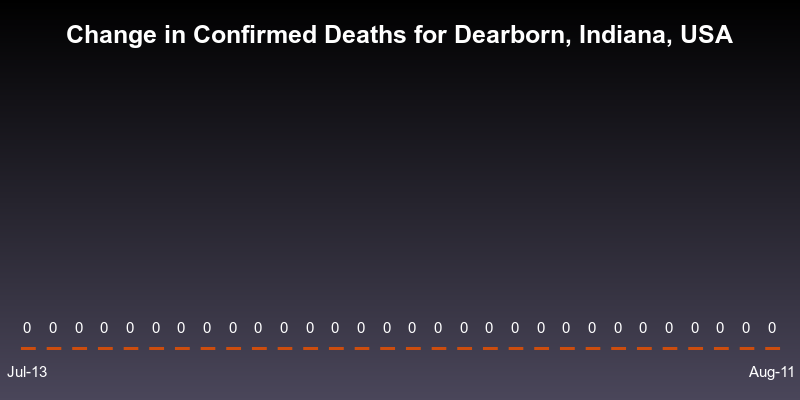 Change in Confirmed Deaths for Dearborn, Indiana, USA
0 0 0 0 0 0 0 0 0 0 0 0 0 0 0 0 0 0 0 0 0 0 0 0 0 0 0 0 0 0
Jul-13 Aug-11